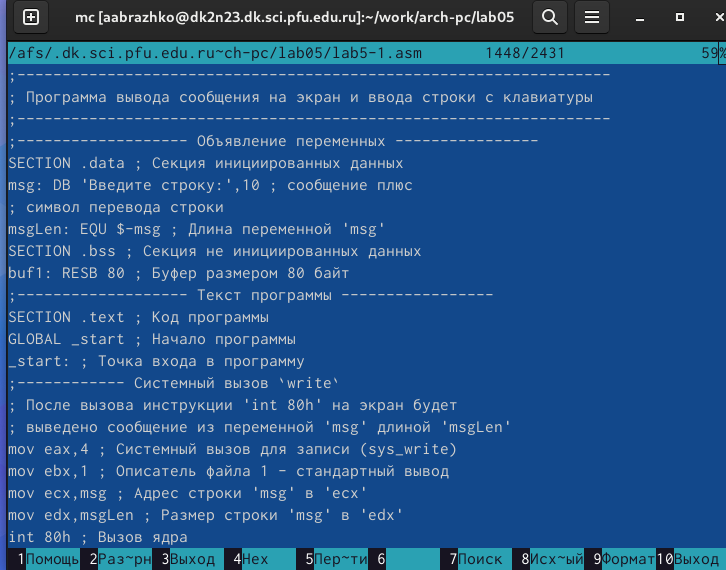 mc [aabrazhko@dk2n23.dk.sci.pfu.edu.ru]:~/work/arch-pc/lab05
/afs/.dk.sci.pfu.edu.ru~ch-pc/lab05/lab5-1.asm 1448/2431 59%
;------------------------------------------------------------------
; Программа вывода сообщения на экран и ввода строки с клавиатуры
;------------------------------------------------------------------
;------------------- Объявление переменных ----------------
SECTION .data ; Секция инициированных данных
msg: DB 'Введите строку:',10 ; сообщение плюс
; символ перевода строки
msgLen: EQU $-msg ; Длина переменной 'msg'
SECTION .bss ; Секция не инициированных данных
buf1: RESB 80 ; Буфер размером 80 байт
;------------------- Текст программы -----------------
SECTION .text ; Код программы
GLOBAL _start ; Начало программы
_start: ; Точка входа в программу
;------------ Системный вызов `write`
; После вызова инструкции 'int 80h' на экран будет
; выведено сообщение из переменной 'msg' длиной 'msgLen'
mov eax,4 ; Системный вызов для записи (sys_write)
mov ebx,1 ; Описатель файла 1 - стандартный вывод
mov ecx,msg ; Адрес строки 'msg' в 'ecx'
mov edx,msgLen ; Размер строки 'msg' в 'edx'
int 80h ; Вызов ядра
1Помощь 2Раз~рн 3Выход 4Hex 5Пер~ти 6 7Поиск 8Исх~ый 9Формат 10Выход